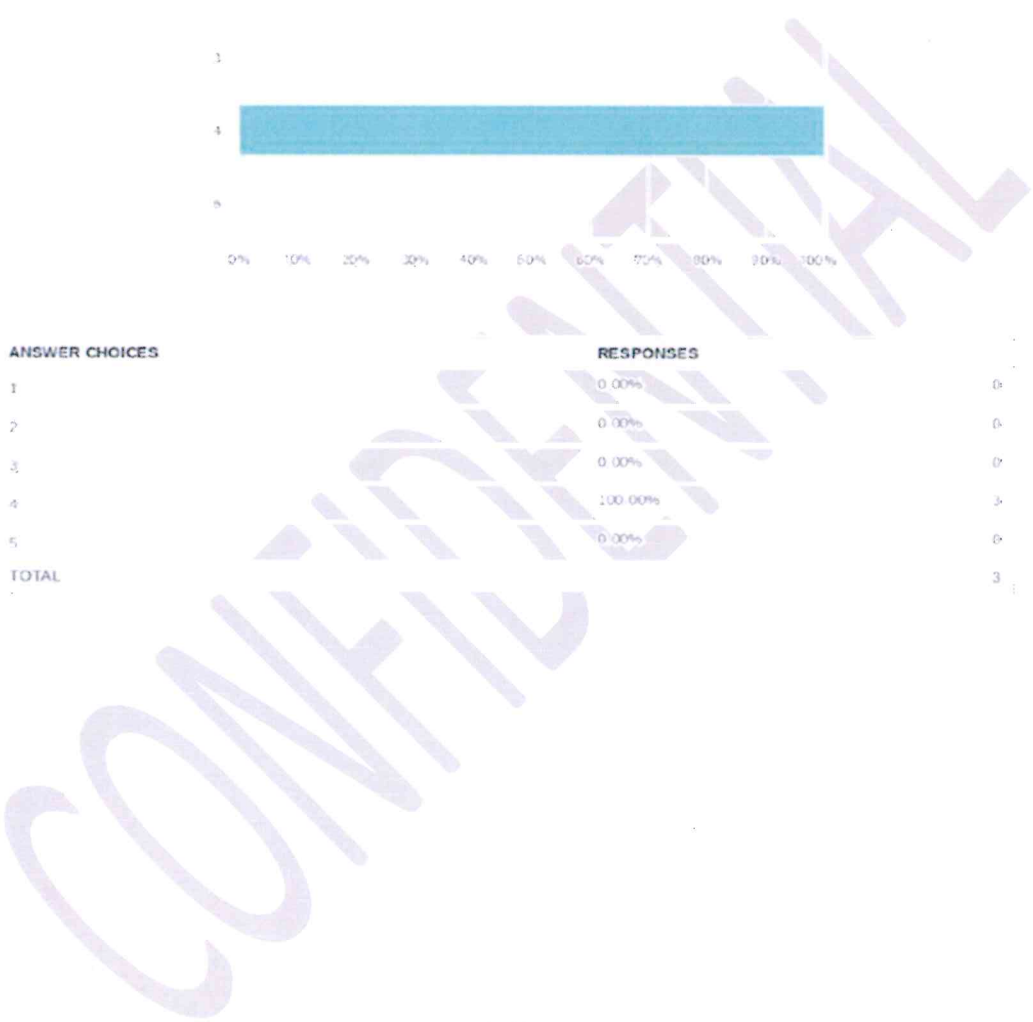 3
4
5
0% 10% 20% 30% 40% 50% 60% 70% 80% 90% 100%
ANSWER CHOICES RESPONSES
1 0.00% 0
2 0.00% 0
3 0.00% 0
4 100.00% 3
5 0.00% 0
TOTAL 3
CONFIDENTIAL